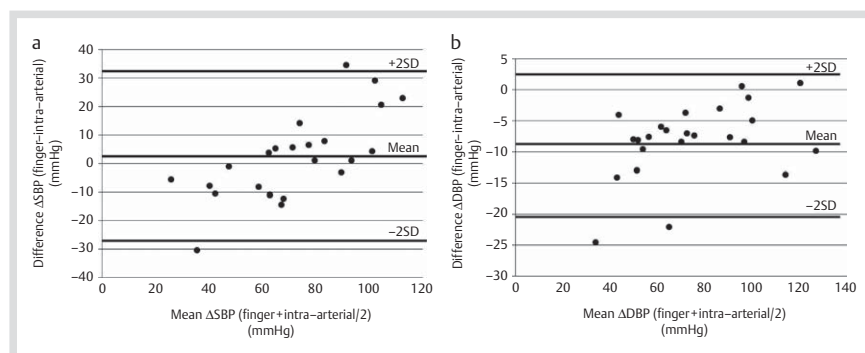 a
40
30
20
10
0
−10
−20
−30
−40
0
20
40
60
80
100
120
+2SD
Mean
−2SD
Difference ΔSBP (finger–intra–arterial)
(mmHg)
Mean ΔSBP (finger+intra–arterial/2)
(mmHg)
b
5
0
−5
−10
−15
−20
−25
−30
0
20
40
60
80
100
120
140
+2SD
Mean
−2SD
Difference ΔDBP (finger–intra–arterial)
(mmHg)
Mean ΔDBP (finger+intra–arterial/2)
(mmHg)